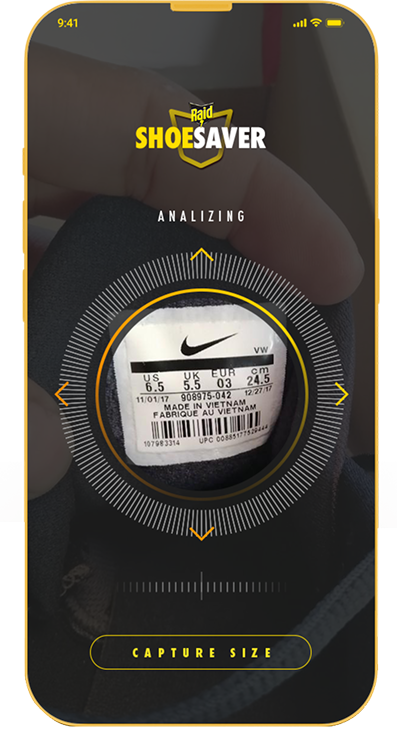 9:41
Raid
SHOESAVER
ANALIZING
VW
US UK EUR cm
6.5 5.5 03 24.5
11/01/17 908975-042 12/27/17
MADE IN VIETNAM
FABRIQUE AU VIETNAM
107983314 UPC
CAPTURE SIZE